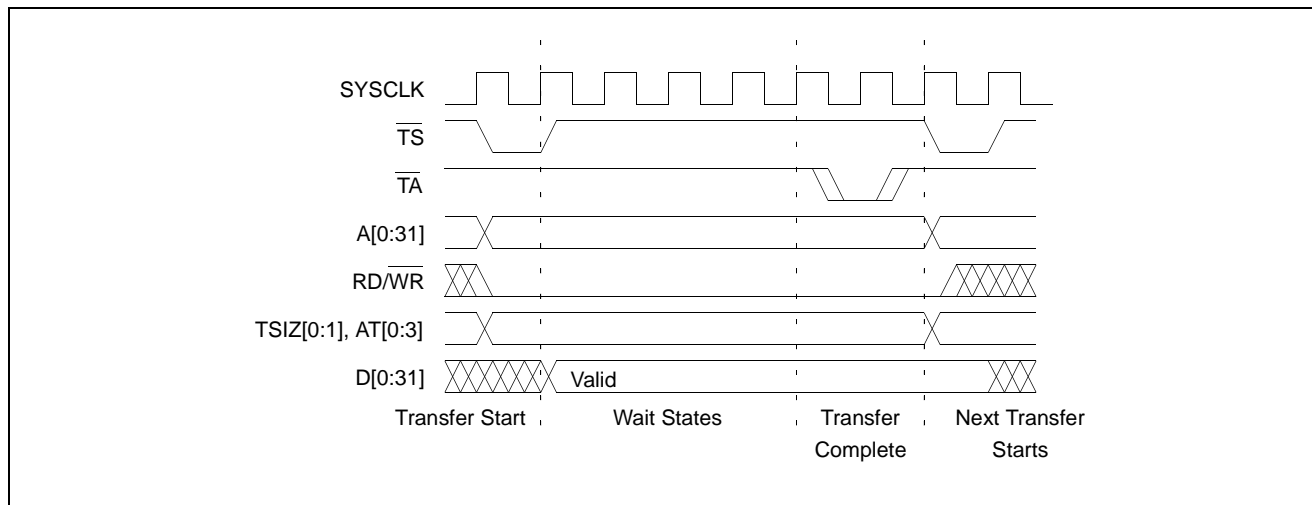 SYSCLK
TS
TA
A[0:31]
RD/WR
TSIZ[0:1], AT[0:3]
D[0:31]
Valid
Transfer Start
Wait States
Transfer
Complete
Next Transfer
Starts